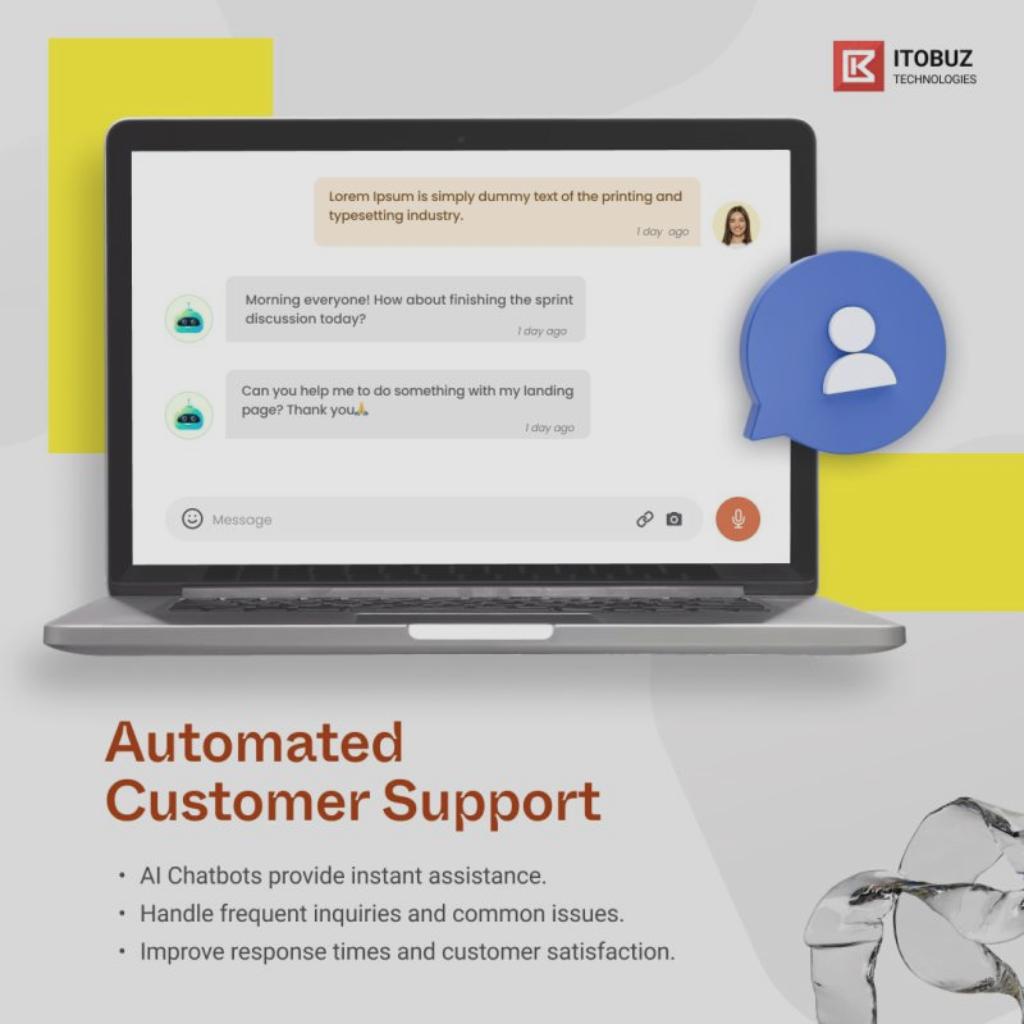 ITOBUZ
TECHNOLOGIES
Lorem Ipsum is simply dummy text of the printing and
typesetting industry.
1 day ago
Morning everyone! How about finishing the sprint
discussion today?
1 day ago
Can you help me to do something with my landing
page? Thank you🙏
1 day ago
Message
Automated
Customer Support
• AI Chatbots provide instant assistance.
• Handle frequent inquiries and common issues.
• Improve response times and customer satisfaction.